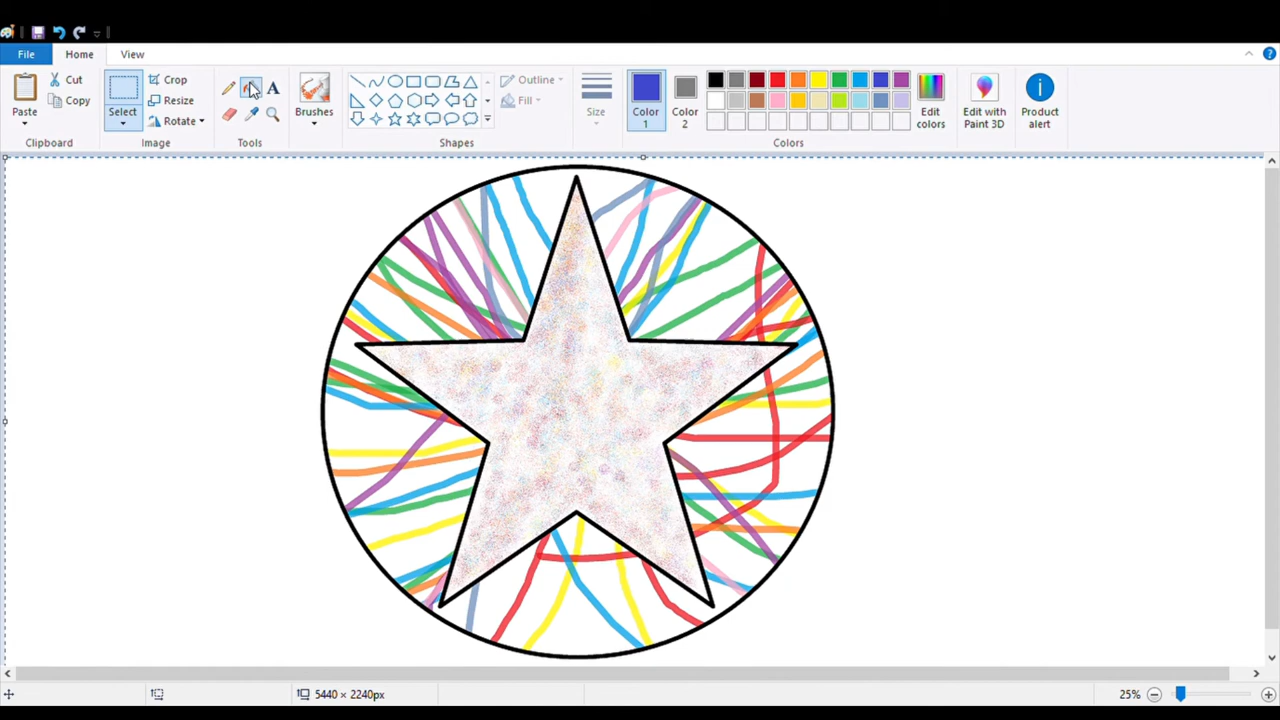 File Home View
Paste
Cut
Copy
Clipboard
Select
Crop
Resize
Rotate
Image
A
Tools
Brushes
Outline
Fill
Shapes
Size
Color
1
Color
2
Edit
colors
Colors
Edit with
Paint 3D
Product
alert
5440 × 2240px
25%